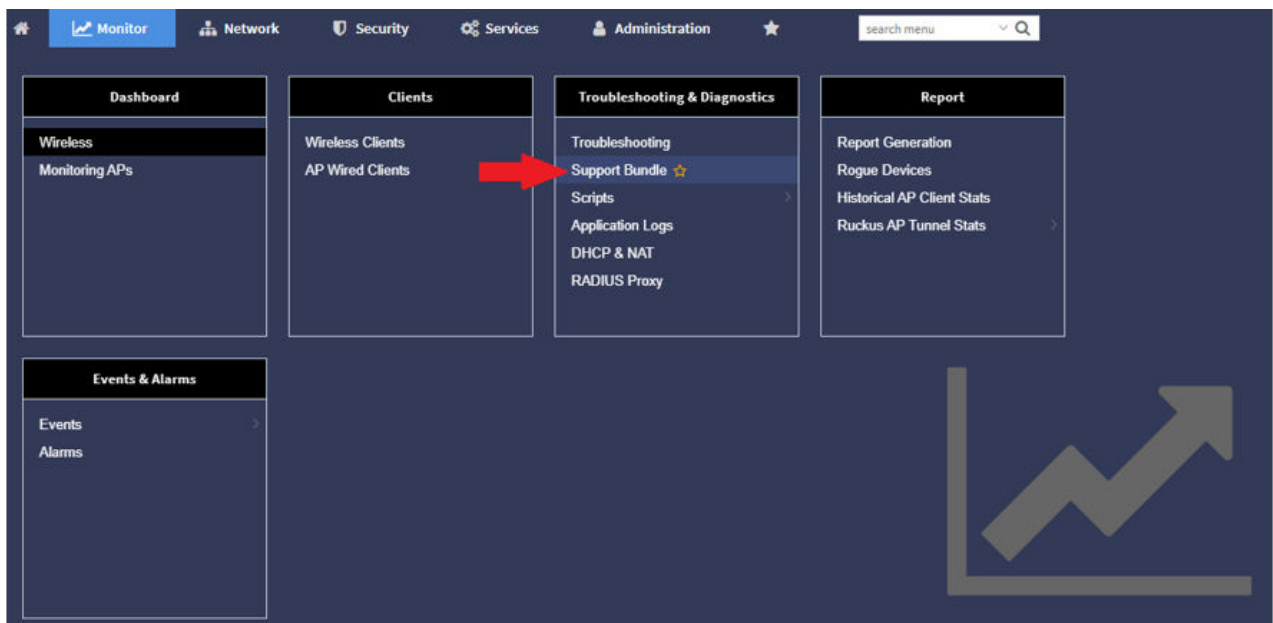 Monitor
Network
Security
Services
Administration
search menu
Dashboard
Wireless
Monitoring APs
Clients
Wireless Clients
AP Wired Clients
Troubleshooting & Diagnostics
Troubleshooting
Support Bundle
Scripts
Application Logs
DHCP & NAT
RADIUS Proxy
Report
Report Generation
Rogue Devices
Historical AP Client Stats
Ruckus AP Tunnel Stats
Events & Alarms
Events
Alarms